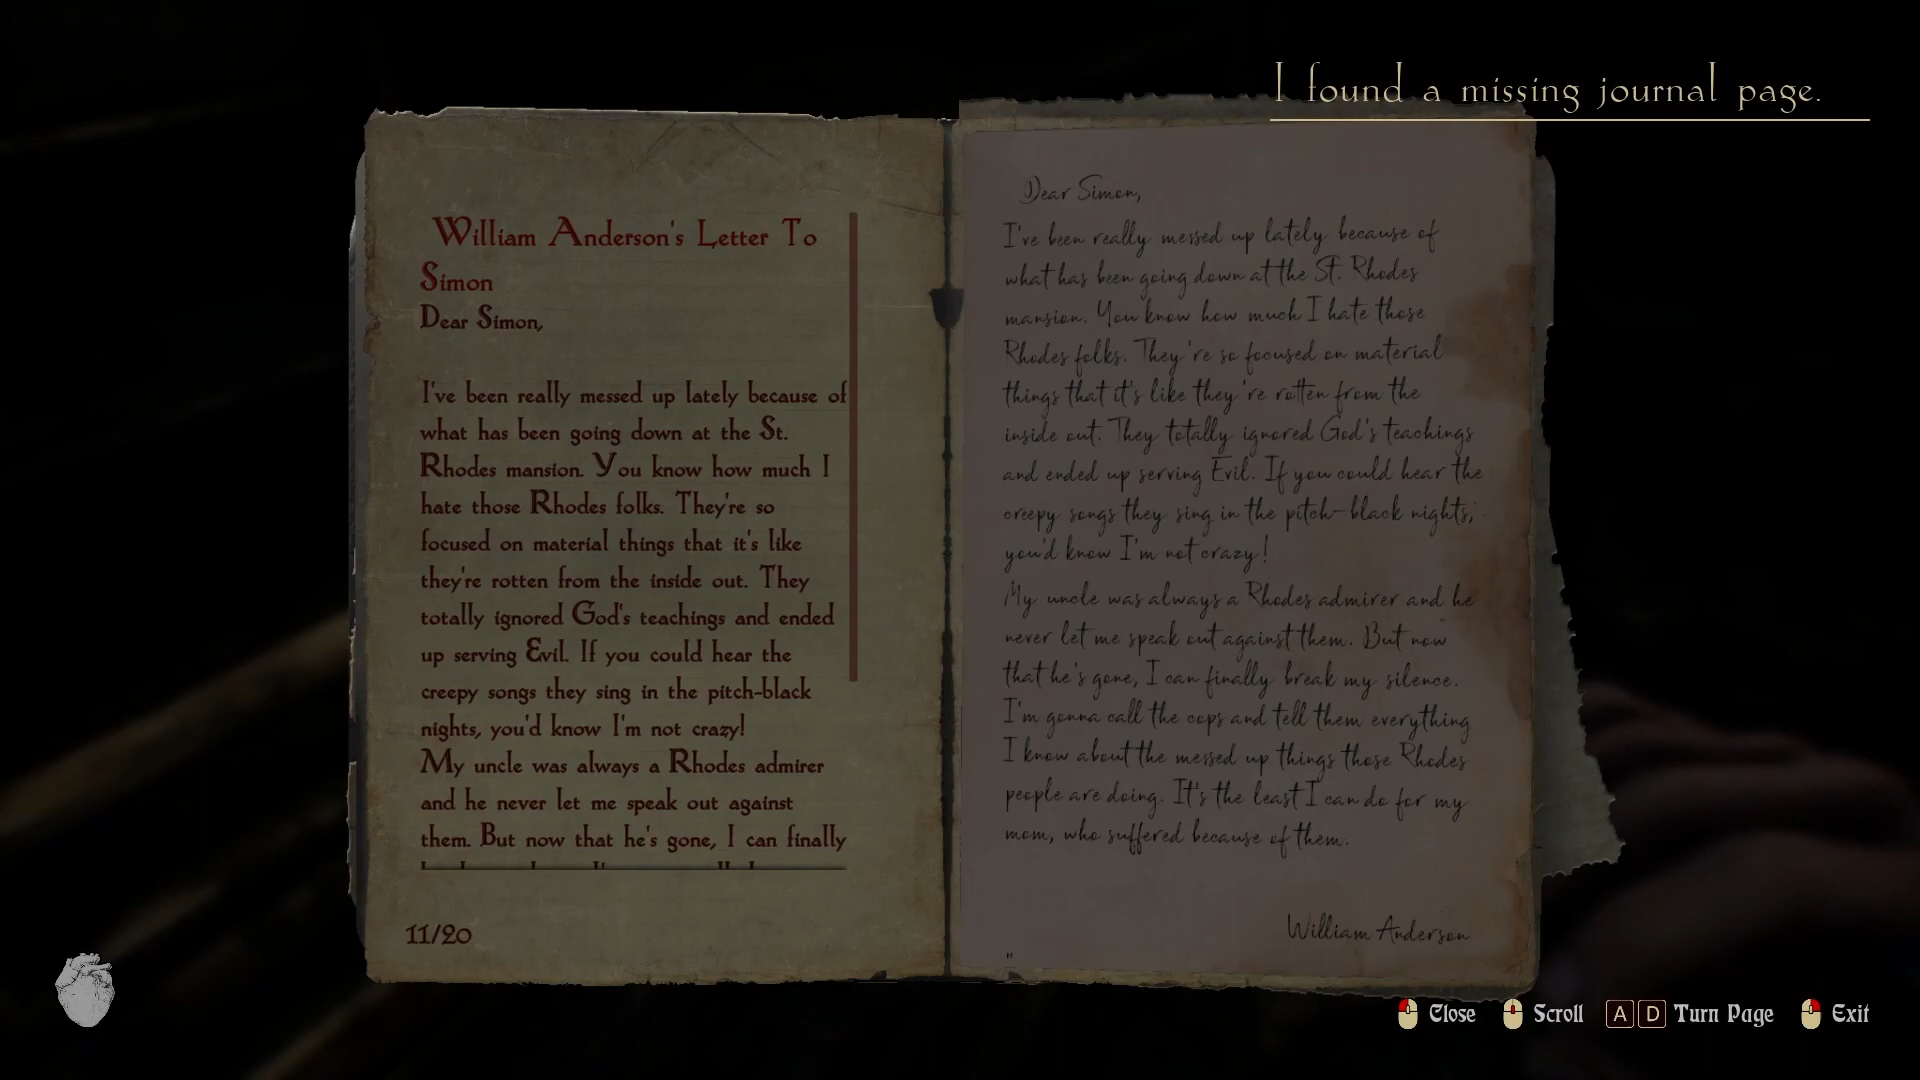 I found a missing journal page.
William Anderson's Letter To
Simon
Dear Simon,
I've been really messed up lately because of
what has been going down at the St.
Rhodes mansion. You know how much I
hate those Rhodes folks. They're so
focused on material things that it's like
they're rotten from the inside out. They
totally ignored God's teachings and ended
up serving Evil. If you could hear the
creepy songs they sing in the pitch-black
nights, you'd know I'm not crazy!
My uncle was always a Rhodes admirer
and he never let me speak out against
them. But now that he's gone, I can finally
11/20
Dear Simon,
I've been really messed up lately because of
what has been going down at the St. Rhodes
mansion. You know how much I hate those
Rhodes folks. They're so focused on material
things that it's like they're rotten from the
inside out. They totally ignored God's teachings
and ended up serving Evil. If you could hear the
creepy songs they sing in the pitch-black nights,
you'd know I'm not crazy!
My uncle was always a Rhodes admirer and he
never let me speak out against them. But now
that he's gone, I can finally break my silence.
I'm gonna call the cops and tell them everything
I know about the messed up things those Rhodes
people are doing. It's the least I can do for my
mom, who suffered because of them.
William Anderson
"
Close Scroll A D Turn Page Exit